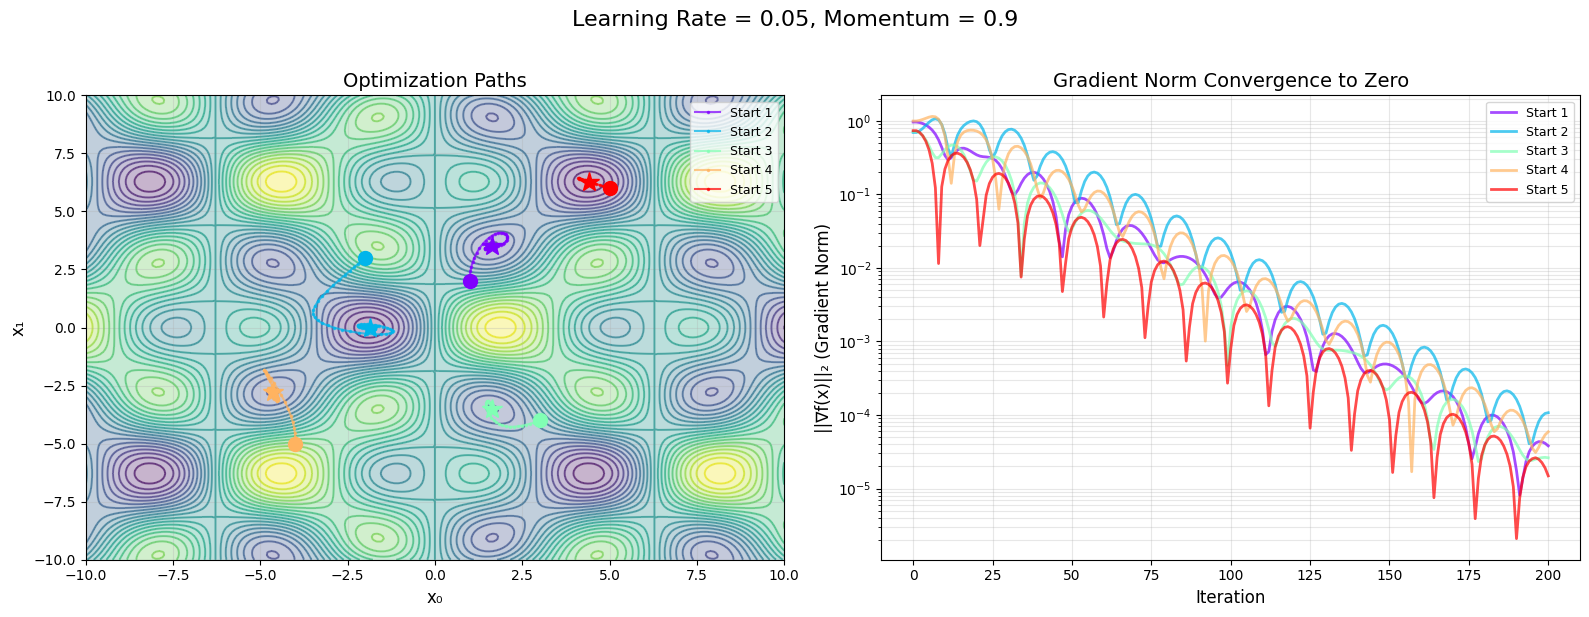 Learning Rate = 0.05, Momentum = 0.9
Optimization Paths
10.0
7.5
5.0
2.5
0.0
−2.5
−5.0
−7.5
−10.0
x₁
−10.0 −7.5 −5.0 −2.5 0.0 2.5 5.0 7.5 10.0
x₀
Start 1
Start 2
Start 3
Start 4
Start 5
Gradient Norm Convergence to Zero
10⁰
10⁻¹
10⁻²
10⁻³
10⁻⁴
10⁻⁵
||∇f(x)||₂ (Gradient Norm)
0 25 50 75 100 125 150 175 200
Iteration
Start 1
Start 2
Start 3
Start 4
Start 5